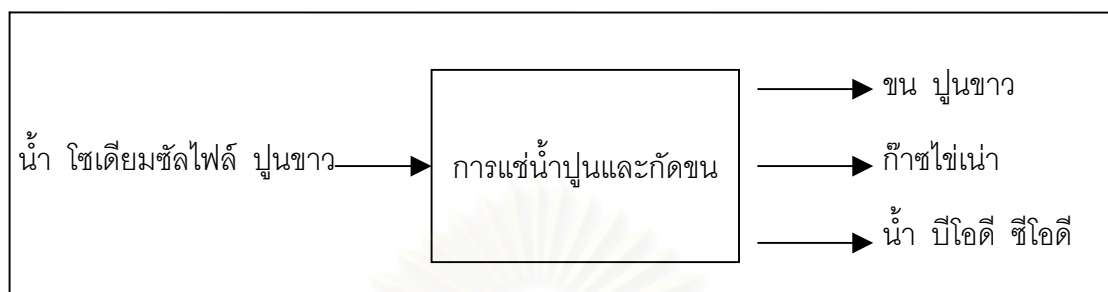 น้ำ โซเดียมซัลไฟล์ ปูนขาว
การแช่น้ำปูนและกัดขน
ขน ปูนขาว
ก๊าซไข่เน่า
น้ำ บีโอดี ซีโอดี